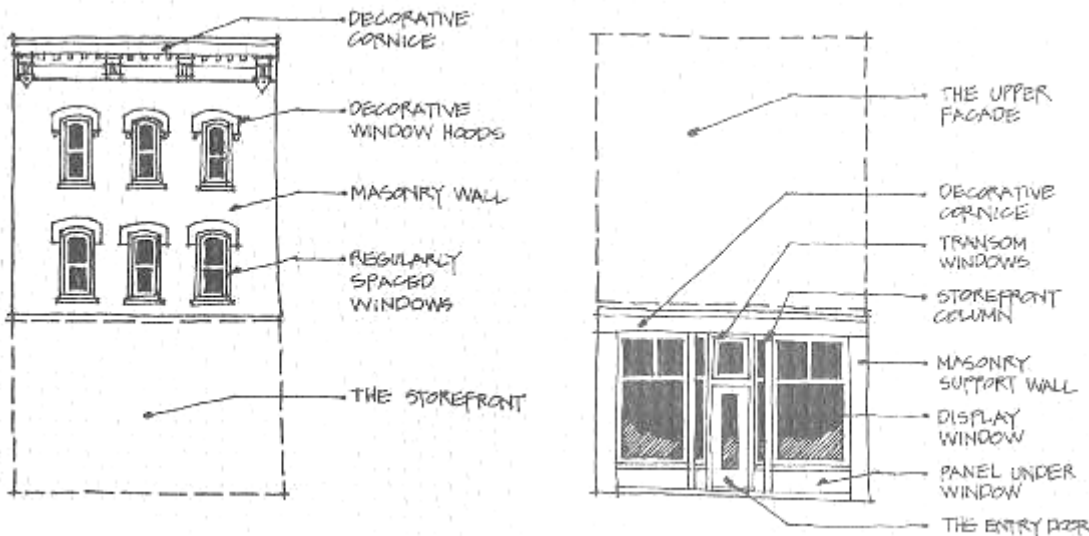 DECORATIVE
CORNICE
DECORATIVE
WINDOW HOODS
MASONRY WALL
REGULARLY
SPACED
WINDOWS
THE STOREFRONT
THE UPPER
FACADE
DECORATIVE
CORNICE
TRANSOM
WINDOWS
STOREFRONT
COLUMN
MASONRY
SUPPORT WALL
DISPLAY
WINDOW
PANEL UNDER
WINDOW
THE ENTRY DOOR